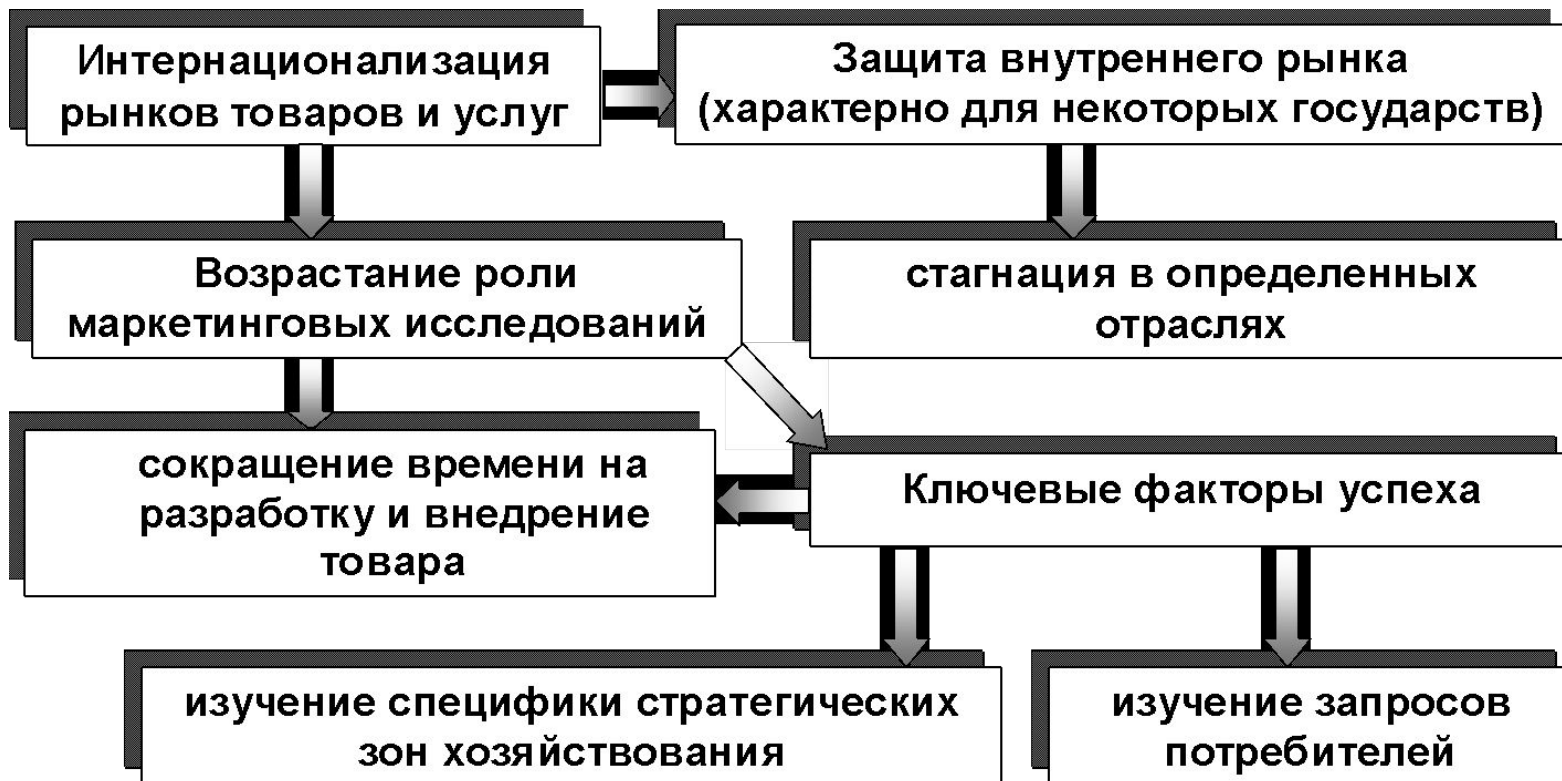 Интернационализация
рынков товаров и услуг
Защита внутреннего рынка
(характерно для некоторых государств)
Возрастание роли
маркетинговых исследований
стагнация в определенных
отраслях
сокращение времени на
разработку и внедрение
товара
Ключевые факторы успеха
изучение специфики стратегических
зон хозяйствования
изучение запросов
потребителей